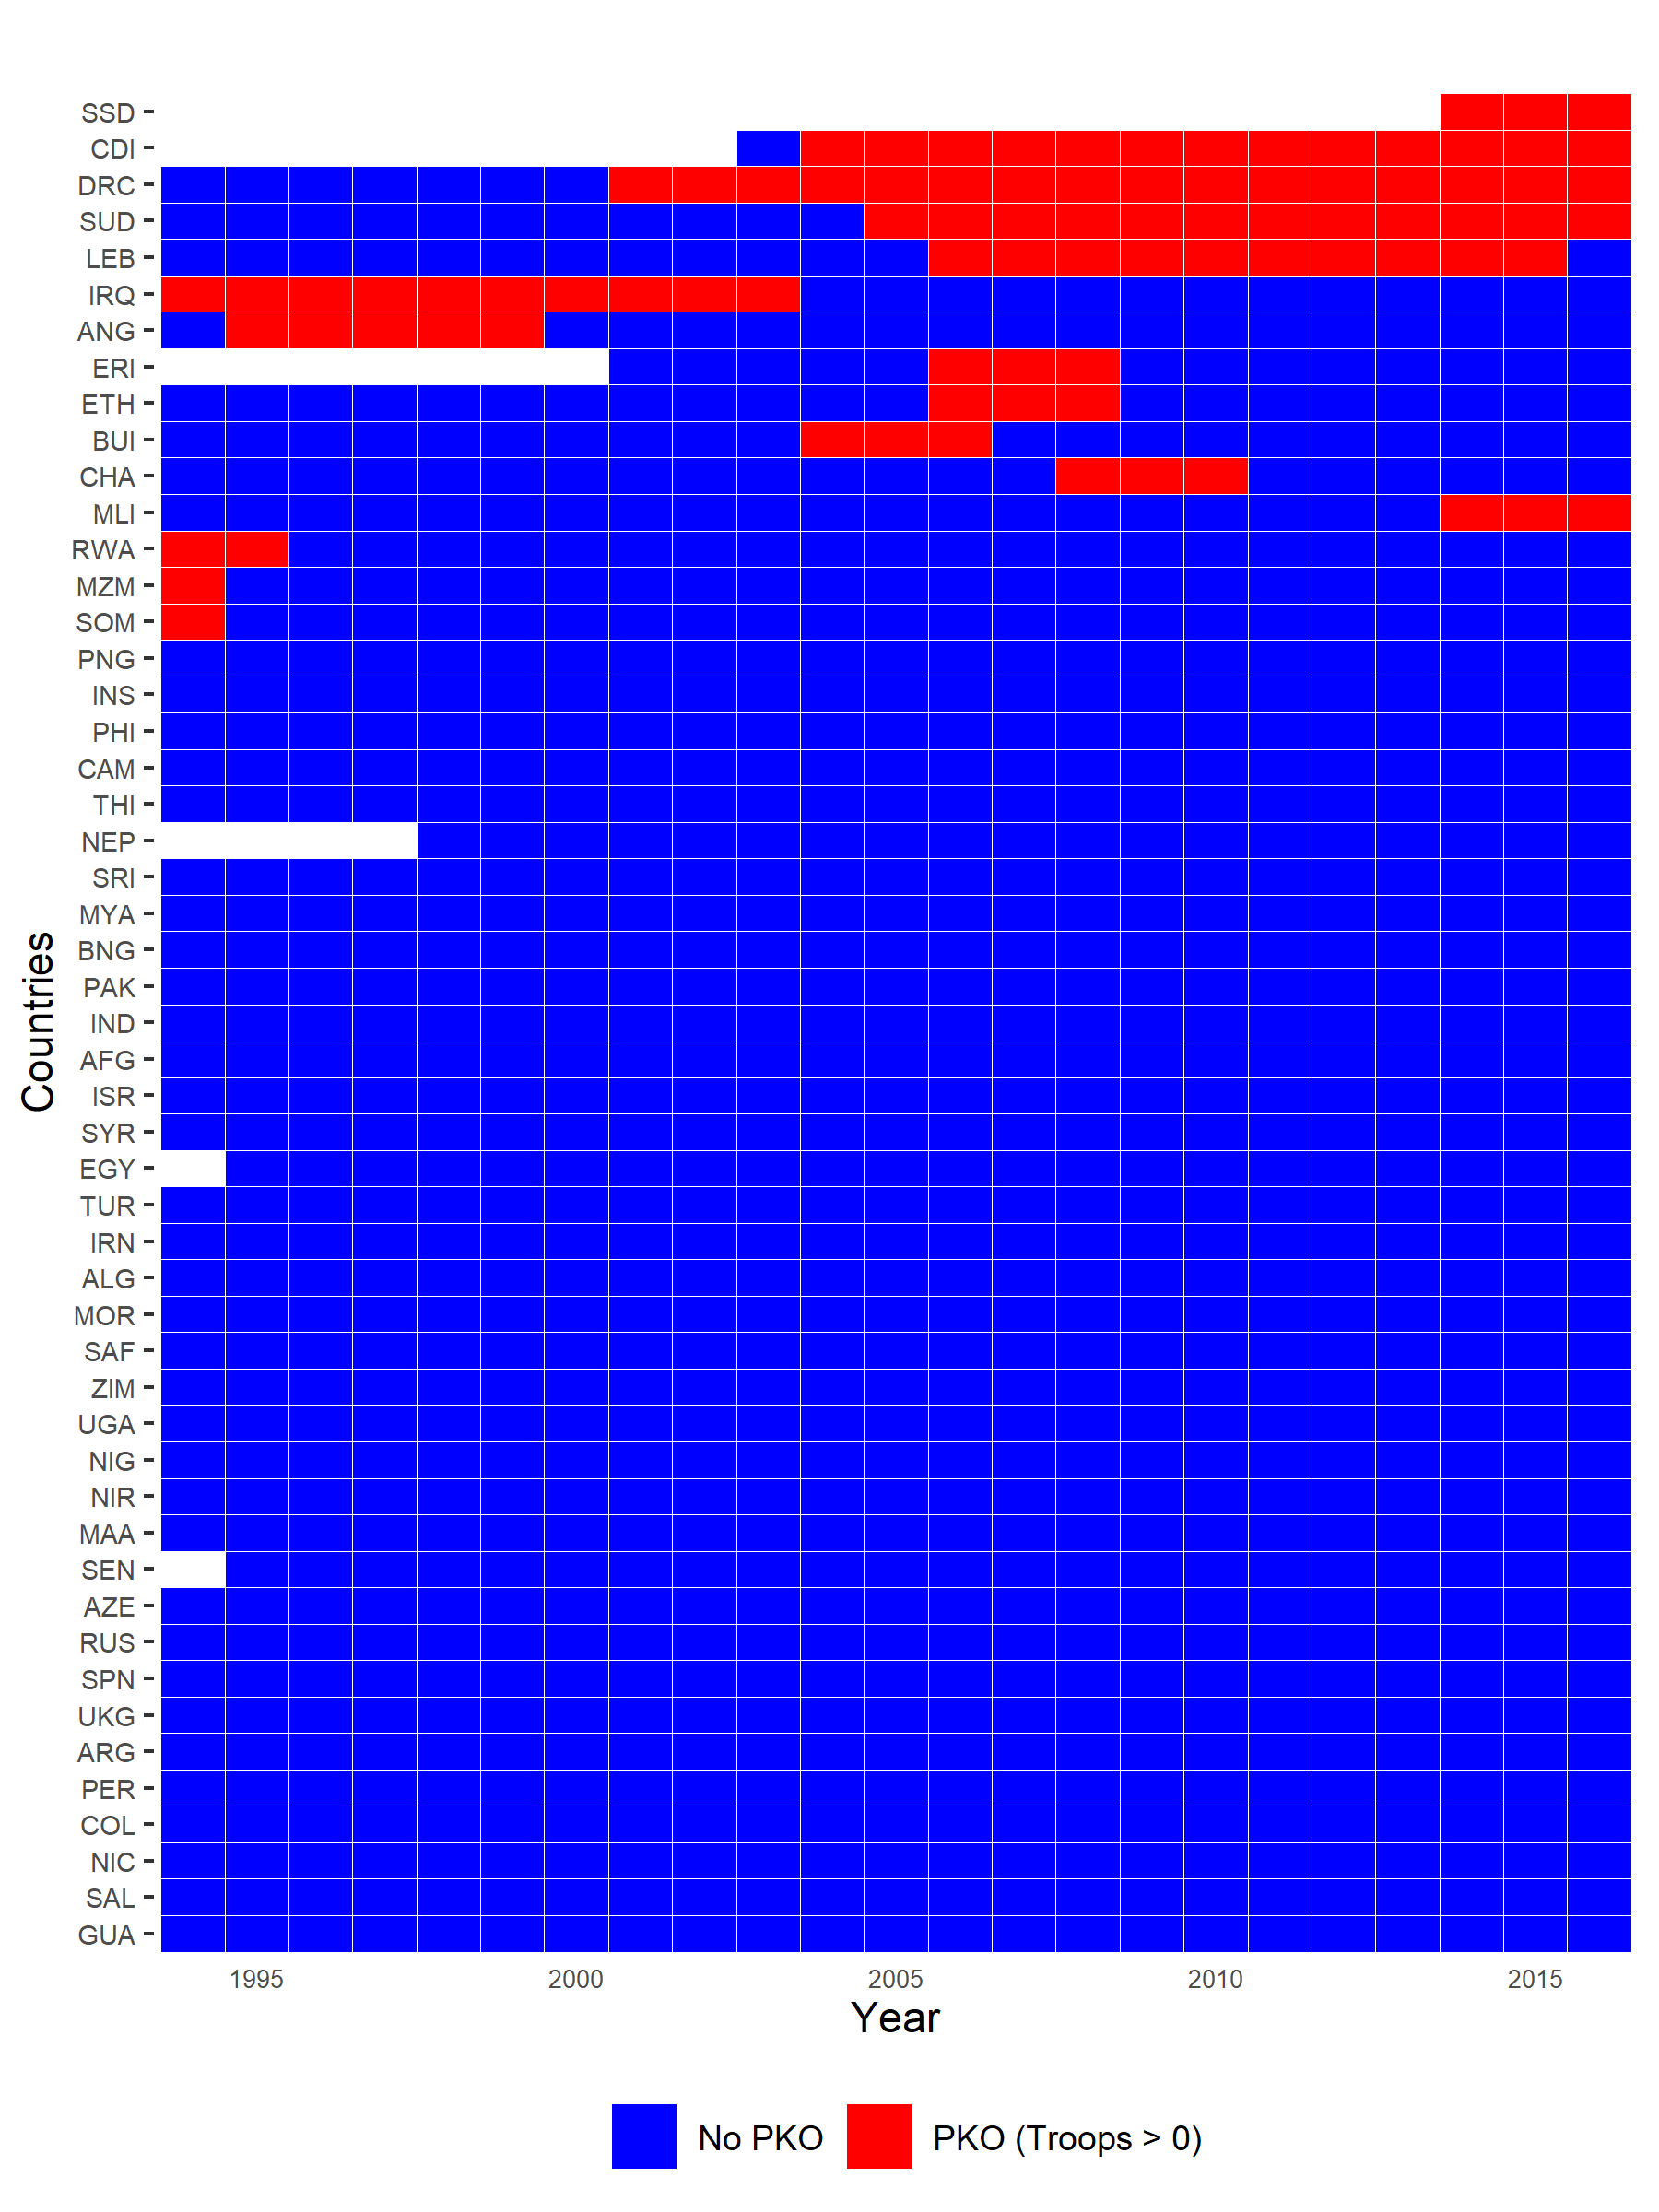 SSD
CDI
DRC
SUD
LEB
IRQ
ANG
ERI
ETH
BUI
CHA
MLI
RWA
MZM
SOM
PNG
INS
PHI
CAM
THI
NEP
SRI
MYA
BNG
PAK
IND
AFG
ISR
SYR
EGY
TUR
IRN
ALG
MOR
SAF
ZIM
UGA
NIG
NIR
MAA
SEN
AZE
RUS
SPN
UKG
ARG
PER
COL
NIC
SAL
GUA
Countries
1995 2000 2005 2010 2015
Year
No PKO PKO (Troops > 0)